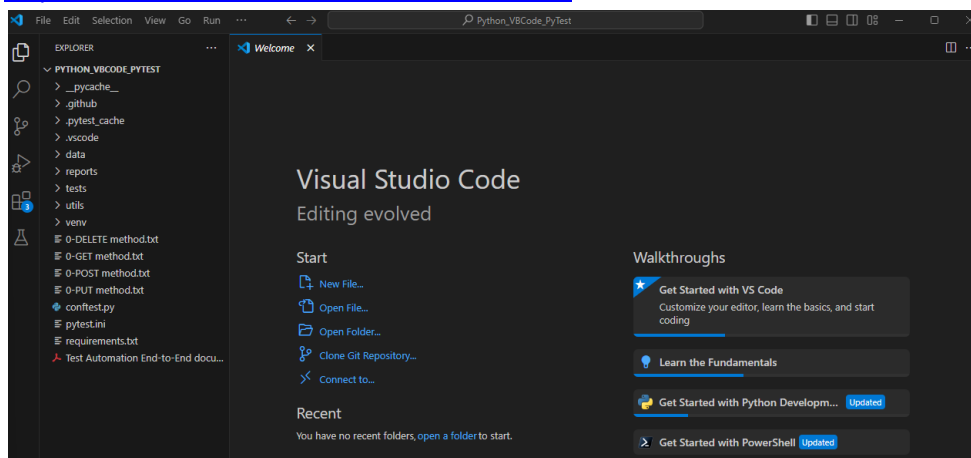 File Edit Selection View Go Run ... Python_VBCode_PyTest
EXPLORER ...
Welcome
PYTHON_VBCODE_PYTEST
__pycache__
.github
.pytest_cache
.vscode
data
reports
tests
utils
venv
0-DELETE method.txt
0-GET method.txt
0-POST method.txt
0-PUT method.txt
conftest.py
pytest.ini
requirements.txt
Test Automation End-to-End docu...
3
Visual Studio Code
Editing evolved
Start
New File...
Open File...
Open Folder...
Clone Git Repository...
Connect to...
Recent
You have no recent folders, open a folder to start.
Walkthroughs
Get Started with VS Code
Customize your editor, learn the basics, and start
coding
Learn the Fundamentals
Get Started with Python Developm... Updated
Get Started with PowerShell Updated